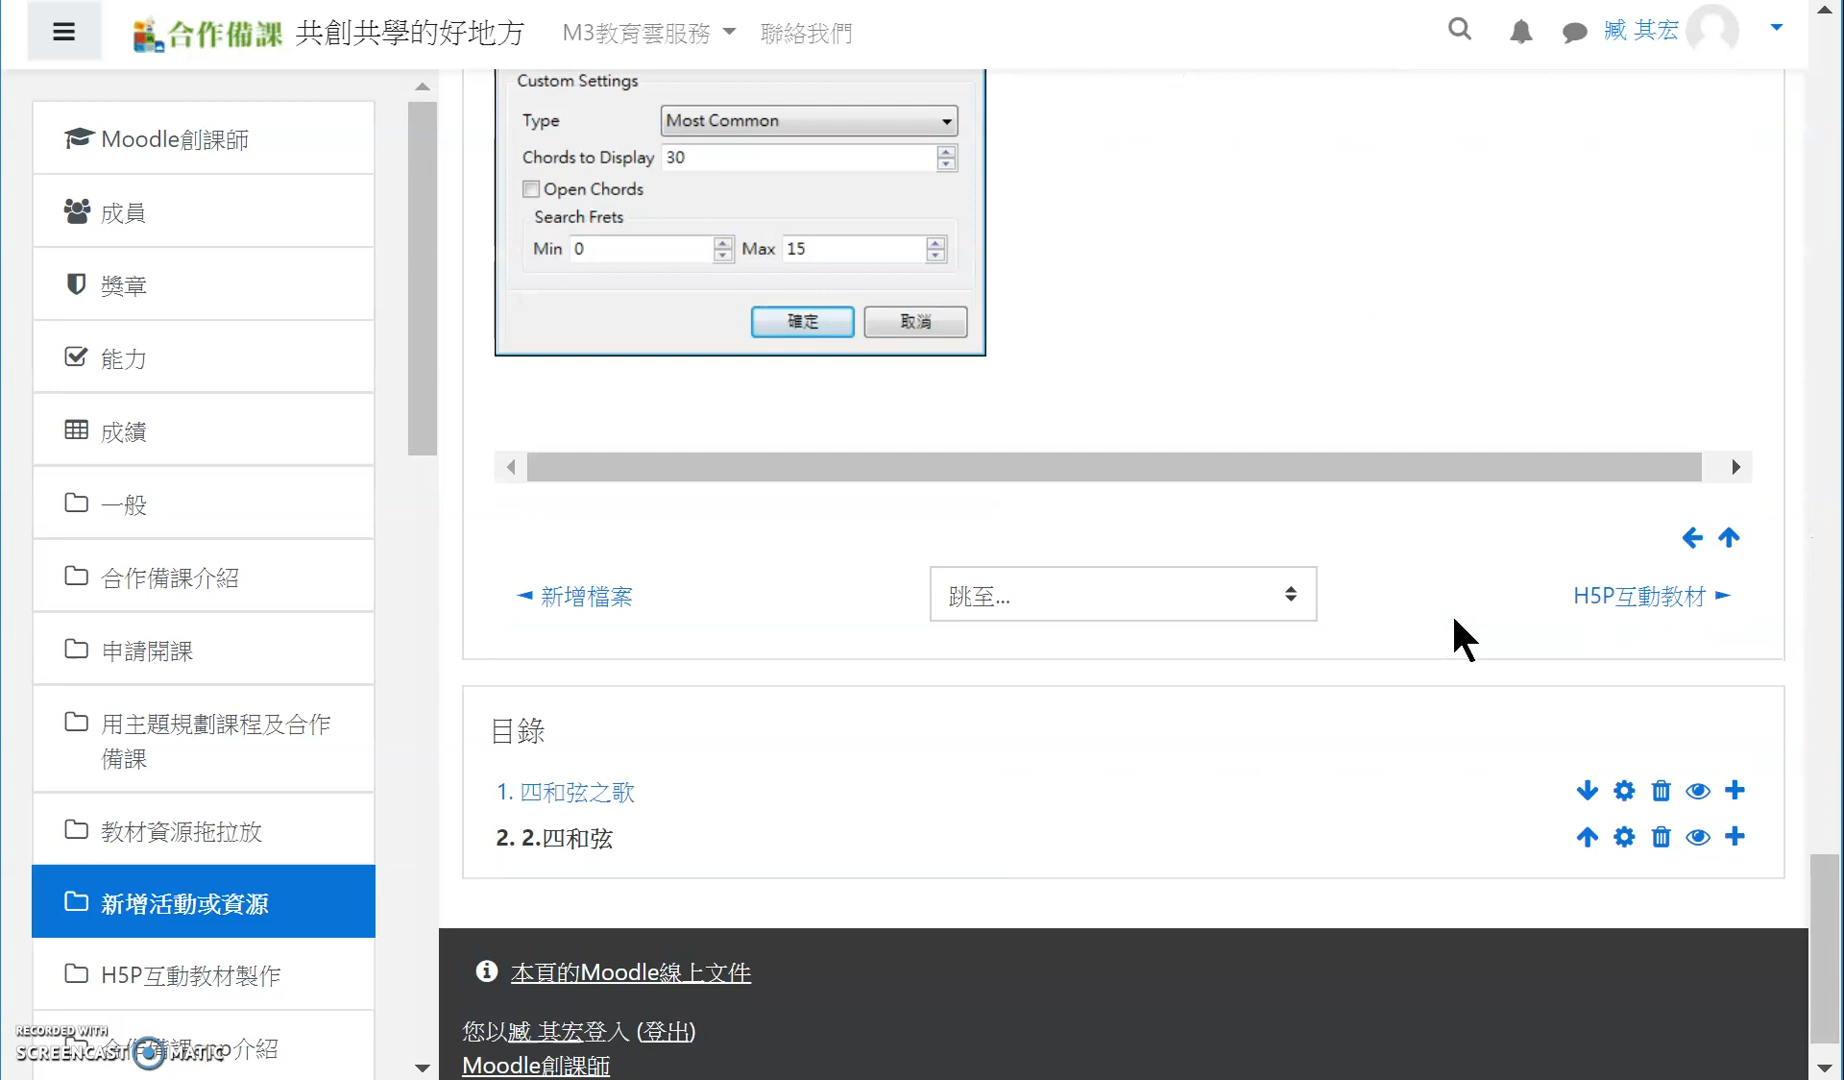 合作備課 共創共學的好地方 M3教育雲服務 聯絡我們 臧 其宏
Moodle創課師
成員
獎章
能力
成績
一般
合作備課介紹
申請開課
用主題規劃課程及合作
備課
教材資源拖拉放
新增活動或資源
H5P互動教材製作
介紹
RECORDED WITH
SCREENCAST MATIC
Custom Settings
Type Most Common
Chords to Display 30
Open Chords
Search Frets
Min 0 Max 15
確定 取消
◄ 新增檔案 跳至... H5P互動教材 ►
目錄
1. 四和弦之歌
2. 2.四和弦
本頁的Moodle線上文件
您以臧 其宏登入 (登出)
Moodle創課師